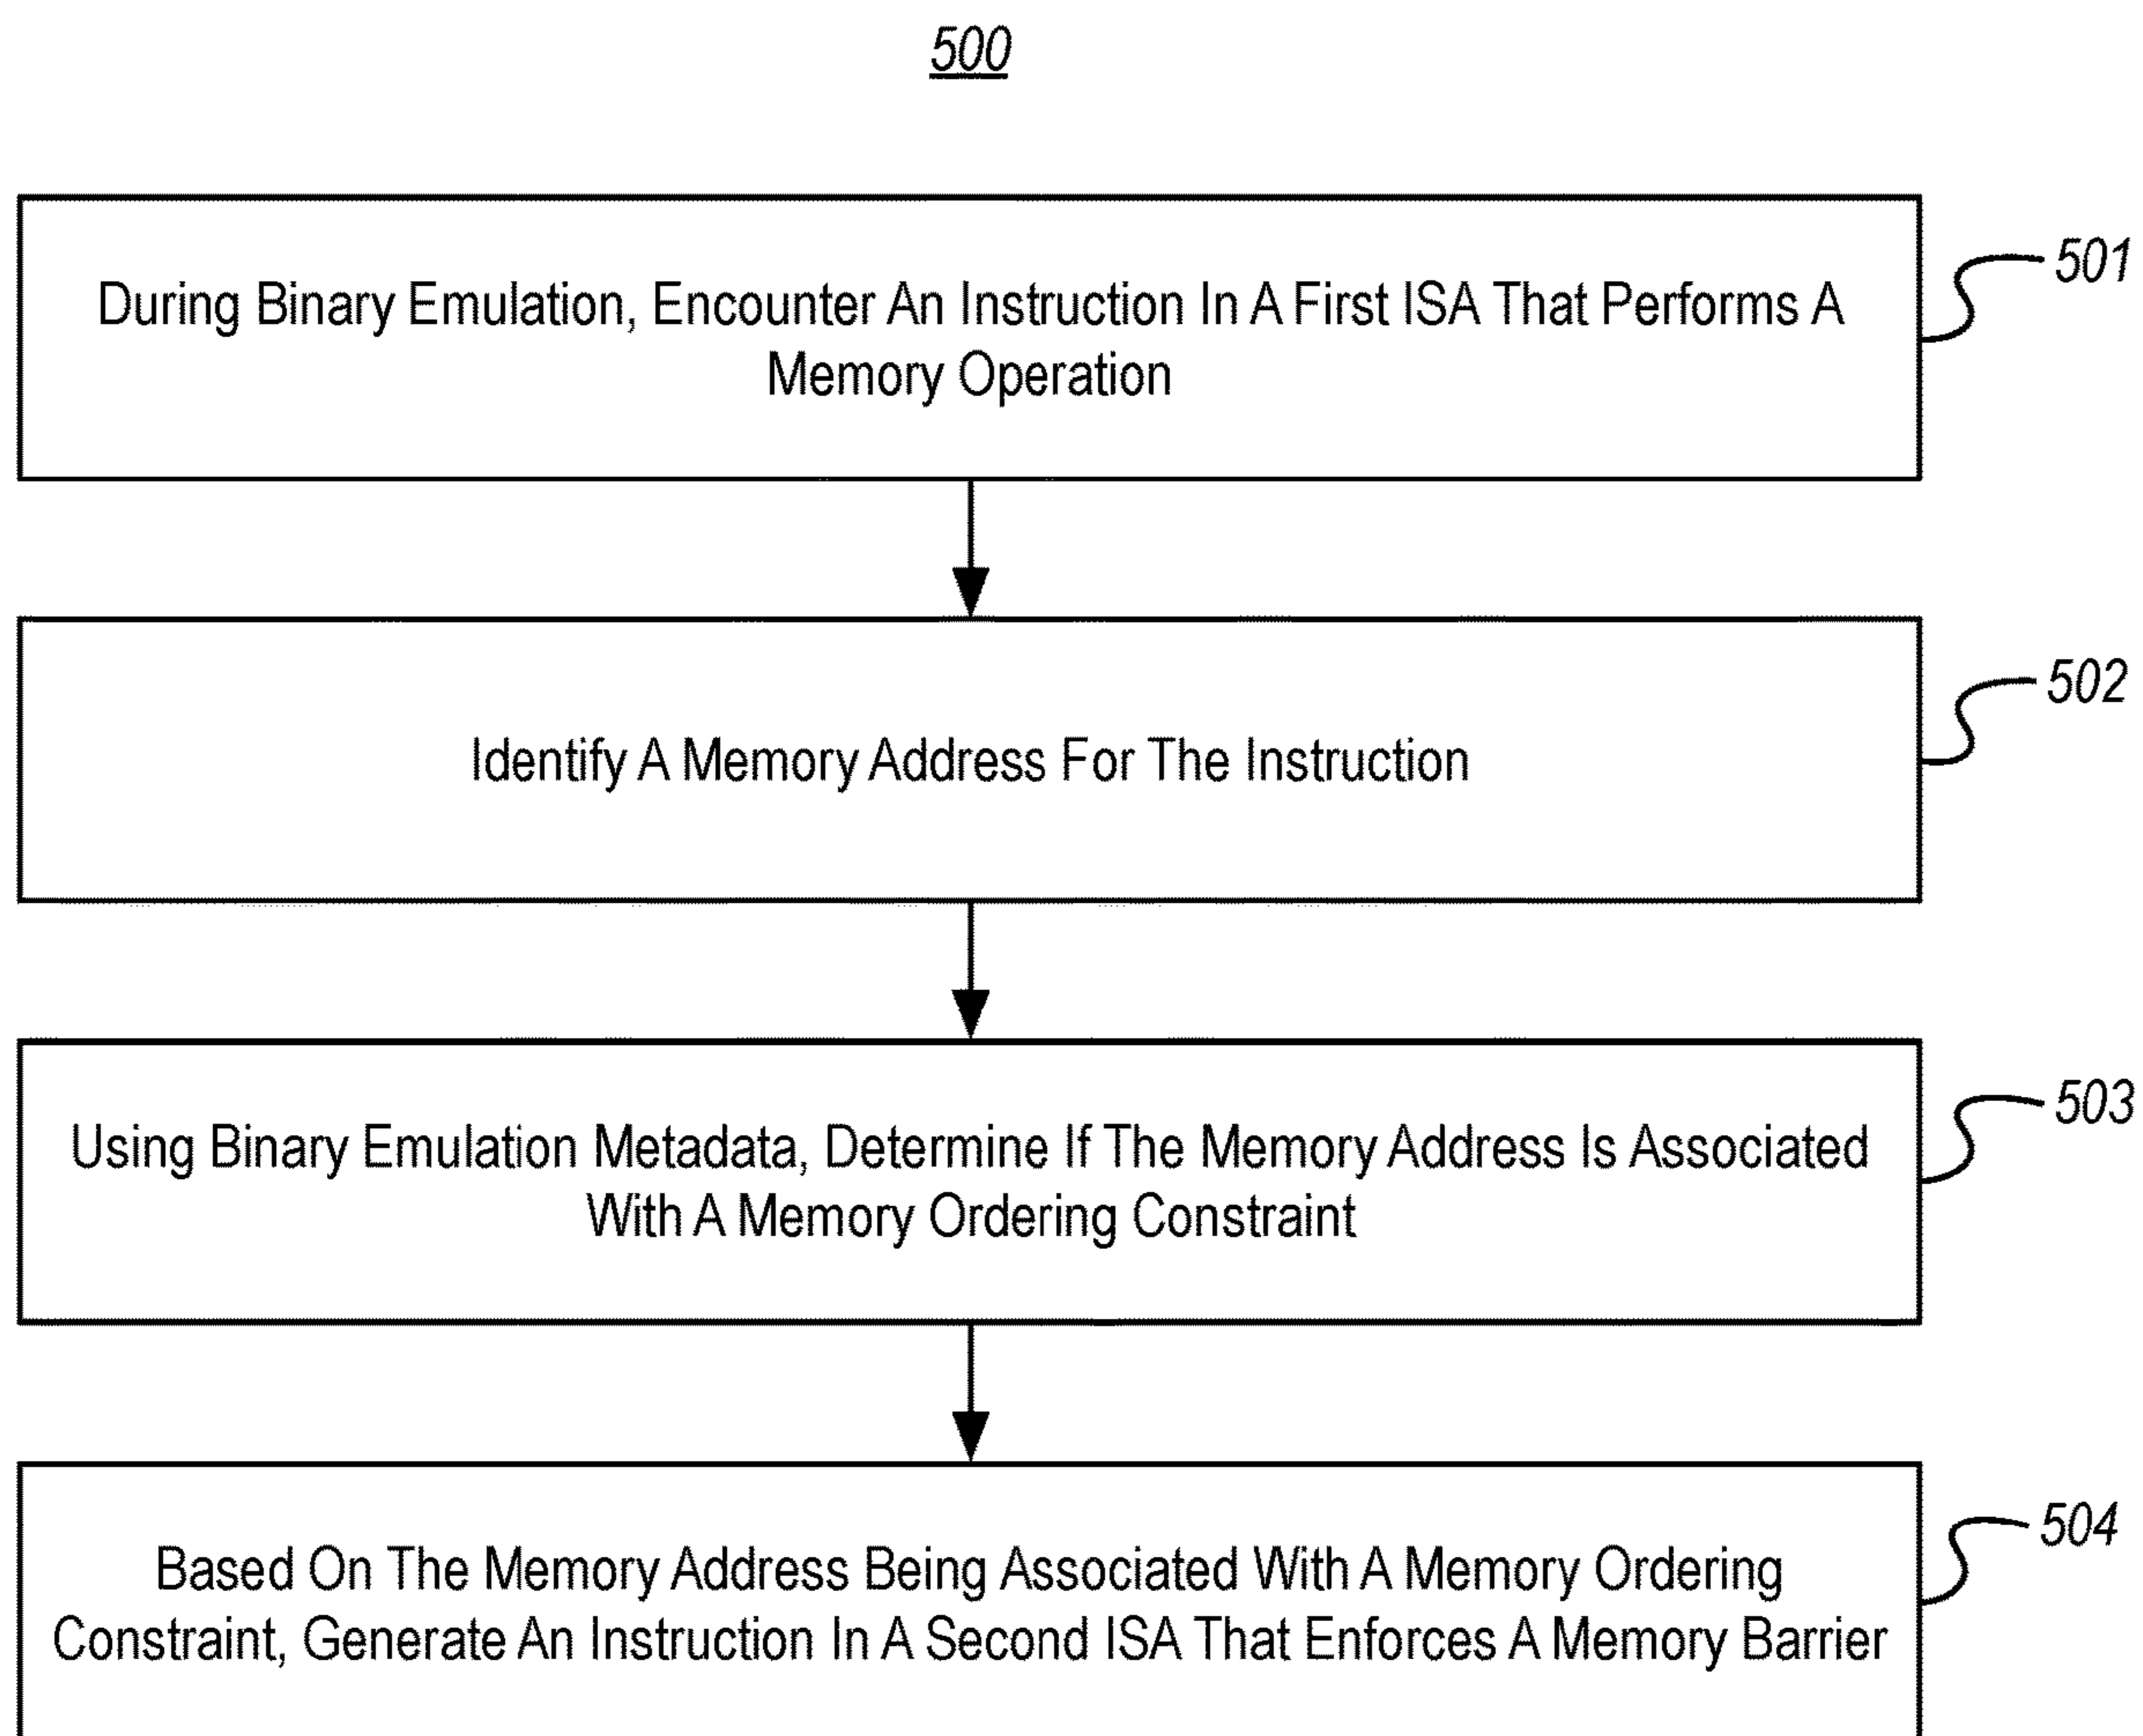 500
During Binary Emulation, Encounter An Instruction In A First ISA That Performs A
Memory Operation
501
Identify A Memory Address For The Instruction
502
Using Binary Emulation Metadata, Determine If The Memory Address Is Associated
With A Memory Ordering Constraint
503
Based On The Memory Address Being Associated With A Memory Ordering
Constraint, Generate An Instruction In A Second ISA That Enforces A Memory Barrier
504